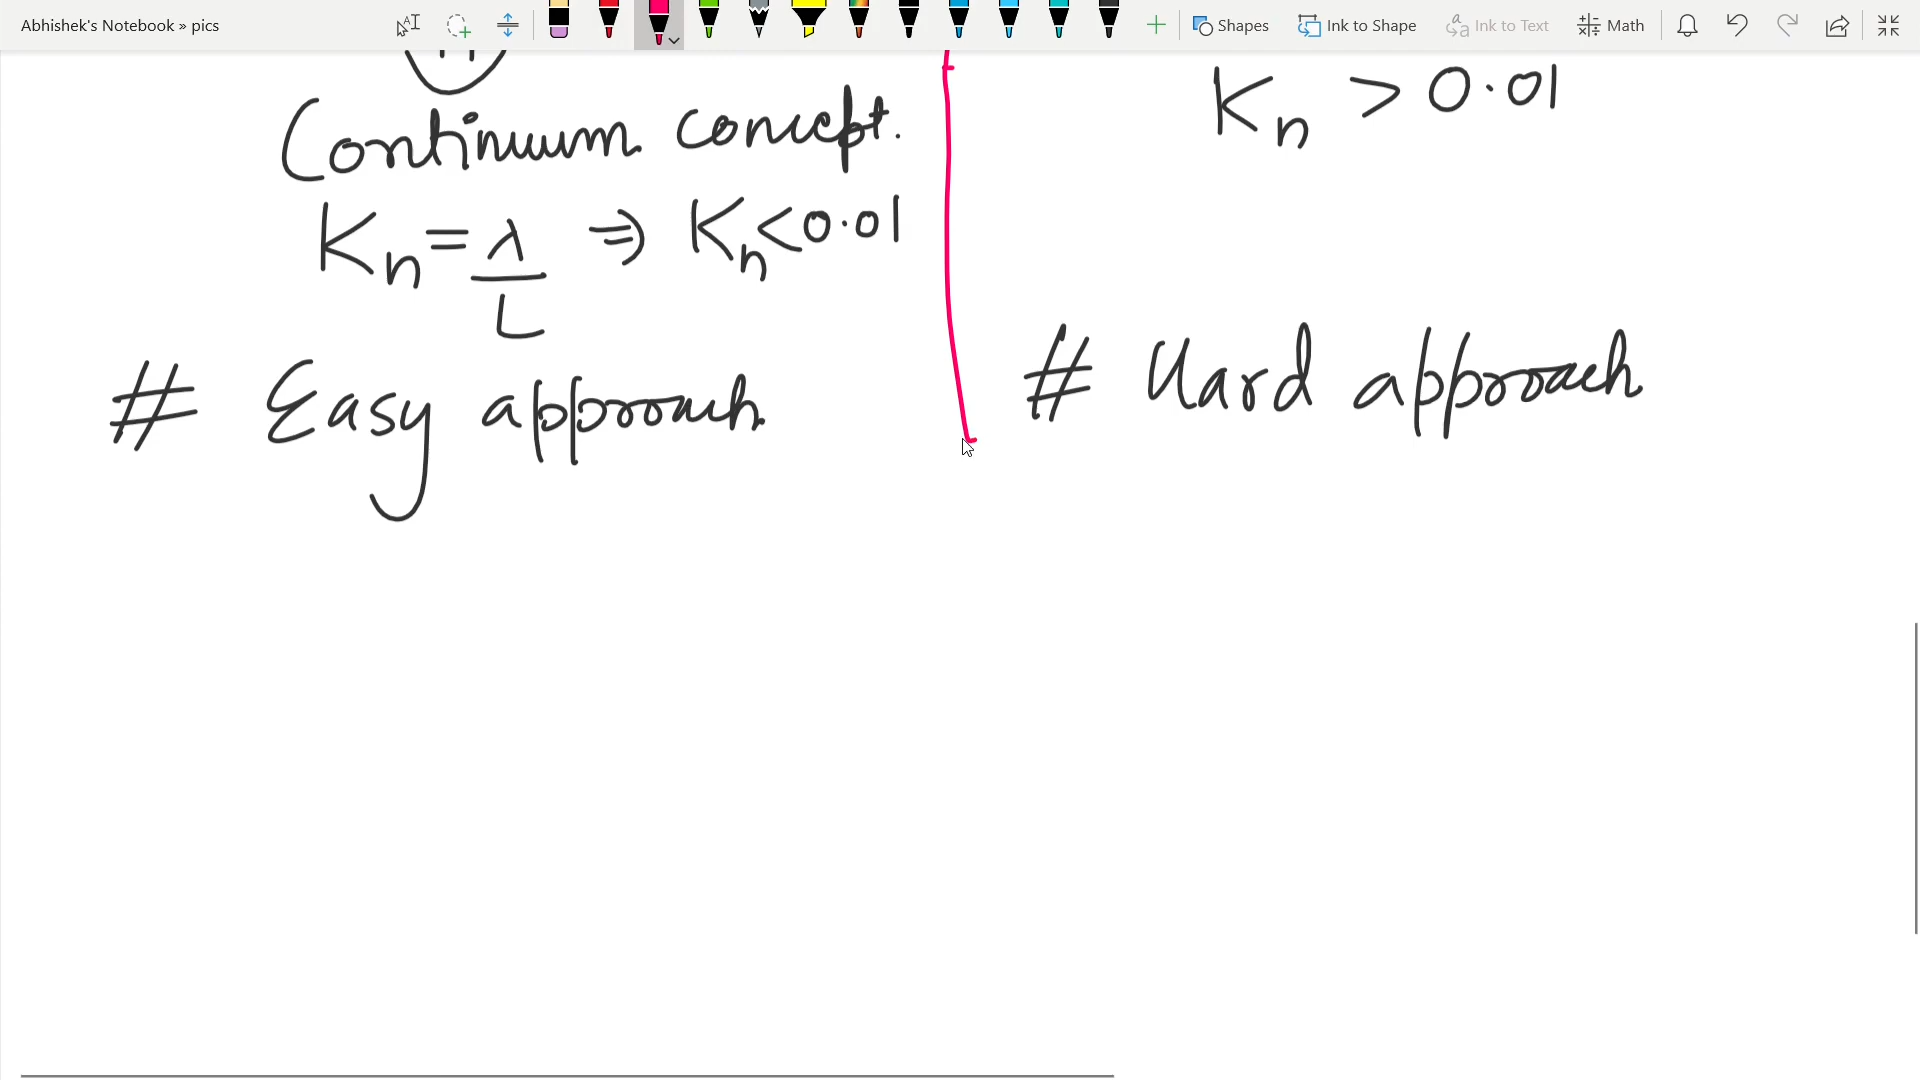 Abhishek's Notebook » pics
Shapes
Ink to Shape
Ink to Text
Math
Continuum concept.
Kn = λ/L ⇒ Kn < 0.01
# Easy approach
Kn > 0.01
# Hard approach